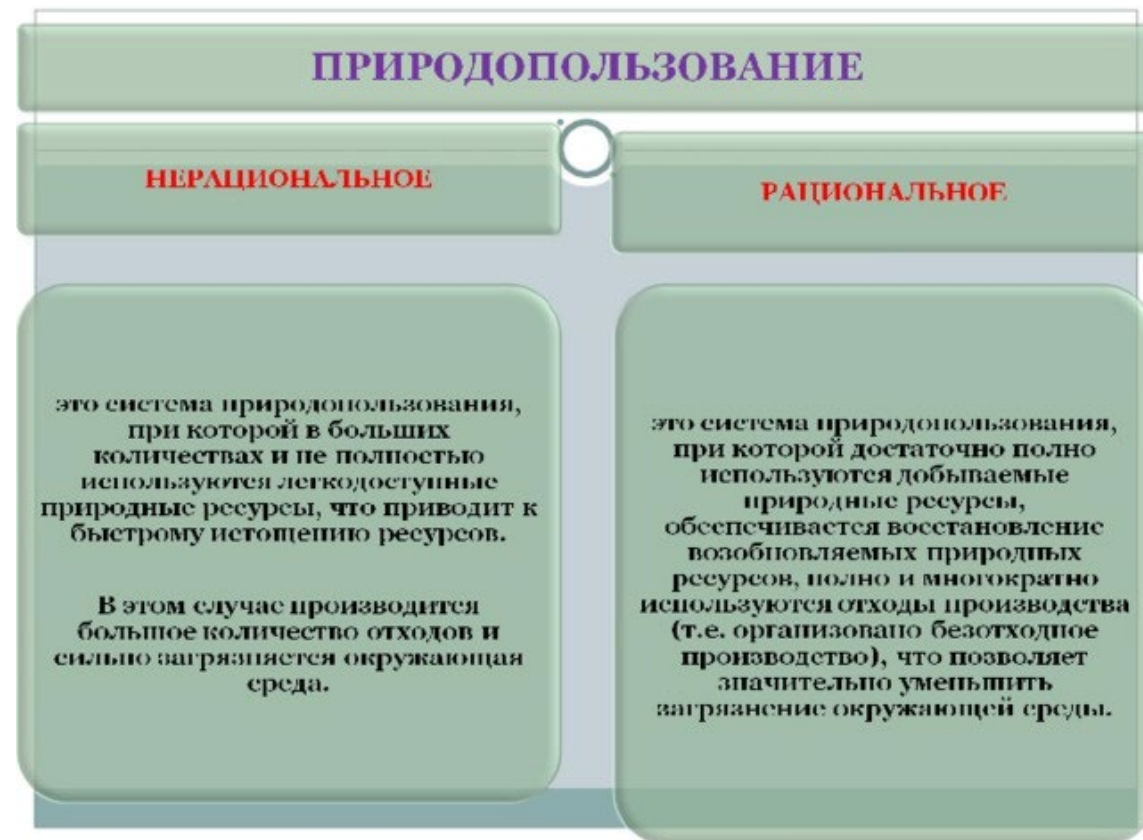 ПРИРОДОПОЛЬЗОВАНИЕ
НЕРАЦИОНАЛЬНОЕ
это система природопользования,
при которой в больших
количествах и не полностью
используются легкодоступные
природные ресурсы, что приводит к
быстрому истощению ресурсов.
В этом случае производится
большое количество отходов и
сильно загрязняется окружающая
среда.
РАЦИОНАЛЬНОЕ
это система природопользования,
при которой достаточно полно
используются добываемые
природные ресурсы,
обеспечивается восстановление
возобновляемых природных
ресурсов, полно и многократно
используются отходы производства
(т.е. организовано безотходное
производство), что позволяет
значительно уменьшить
загрязнение окружающей среды.